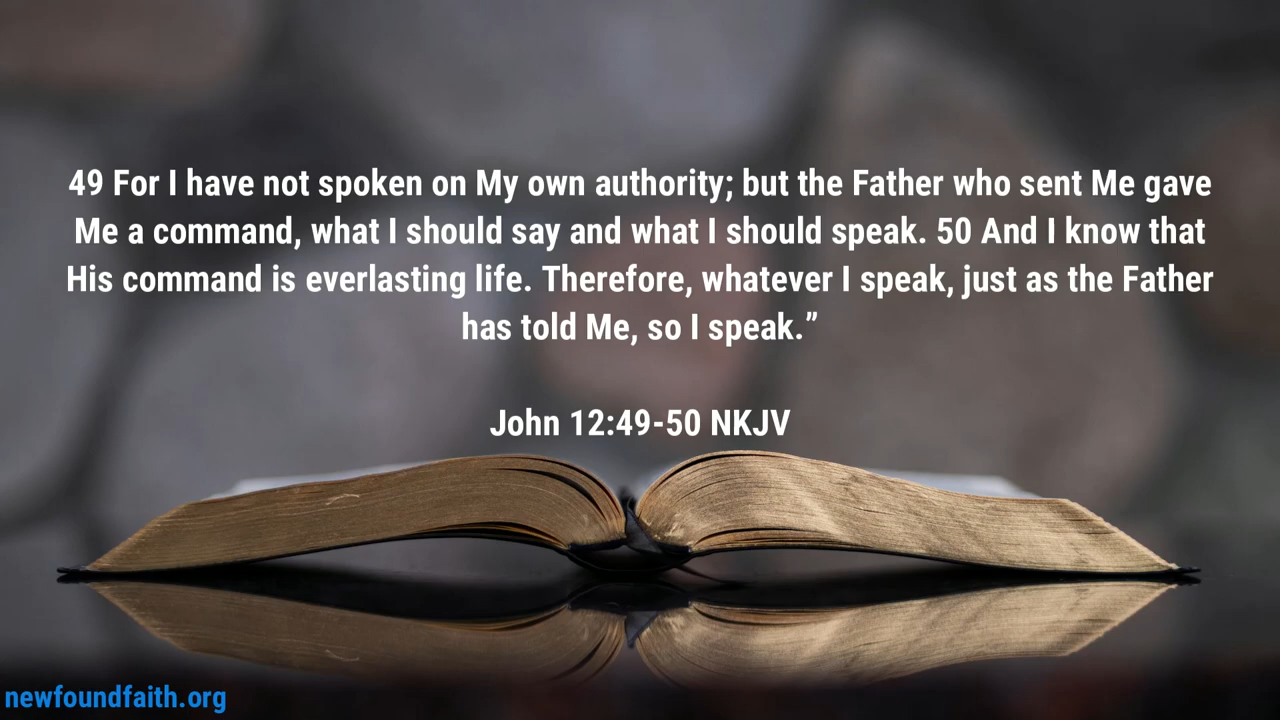 49 For I have not spoken on My own authority; but the Father who sent Me gave
Me a command, what I should say and what I should speak. 50 And I know that
His command is everlasting life. Therefore, whatever I speak, just as the Father
has told Me, so I speak.”
John 12:49-50 NKJV
newfoundfaith.org